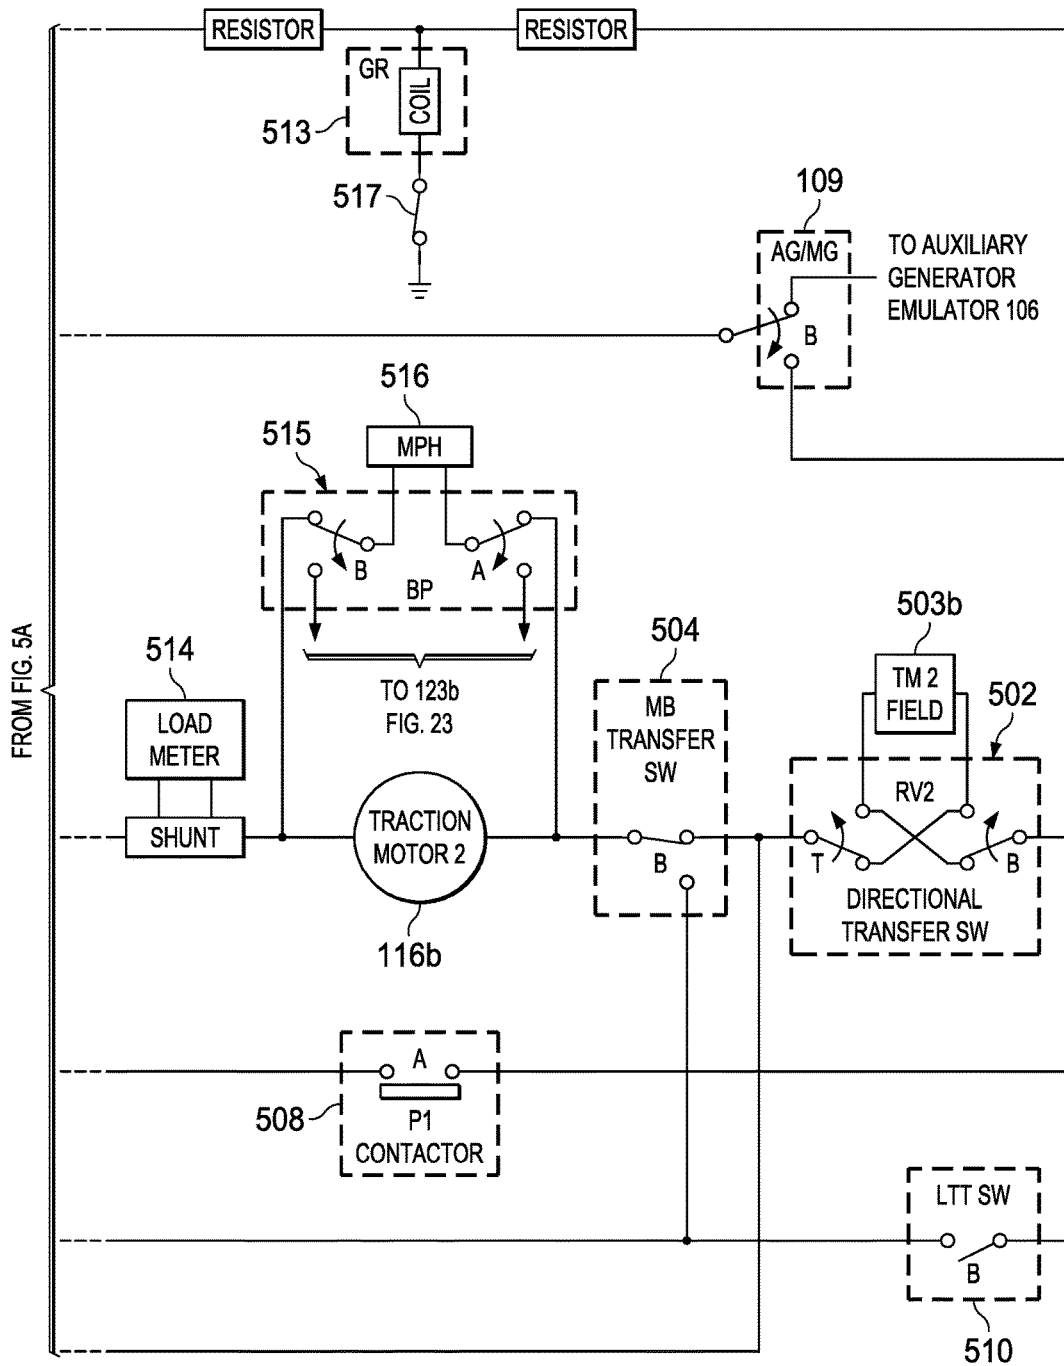 RESISTOR
RESISTOR
GR
COIL
513
517
109
AG/MG
TO AUXILIARY
GENERATOR
EMULATOR 106
B
516
MPH
515
B
A
BP
TO 123b
FIG. 23
FROM FIG. 5A
514
LOAD
METER
SHUNT
TRACTION
MOTOR 2
116b
504
MB
TRANSFER
SW
B
503b
TM 2
FIELD
502
RV2
T
B
DIRECTIONAL
TRANSFER SW
A
P1
CONTACTOR
508
LTT SW
B
510